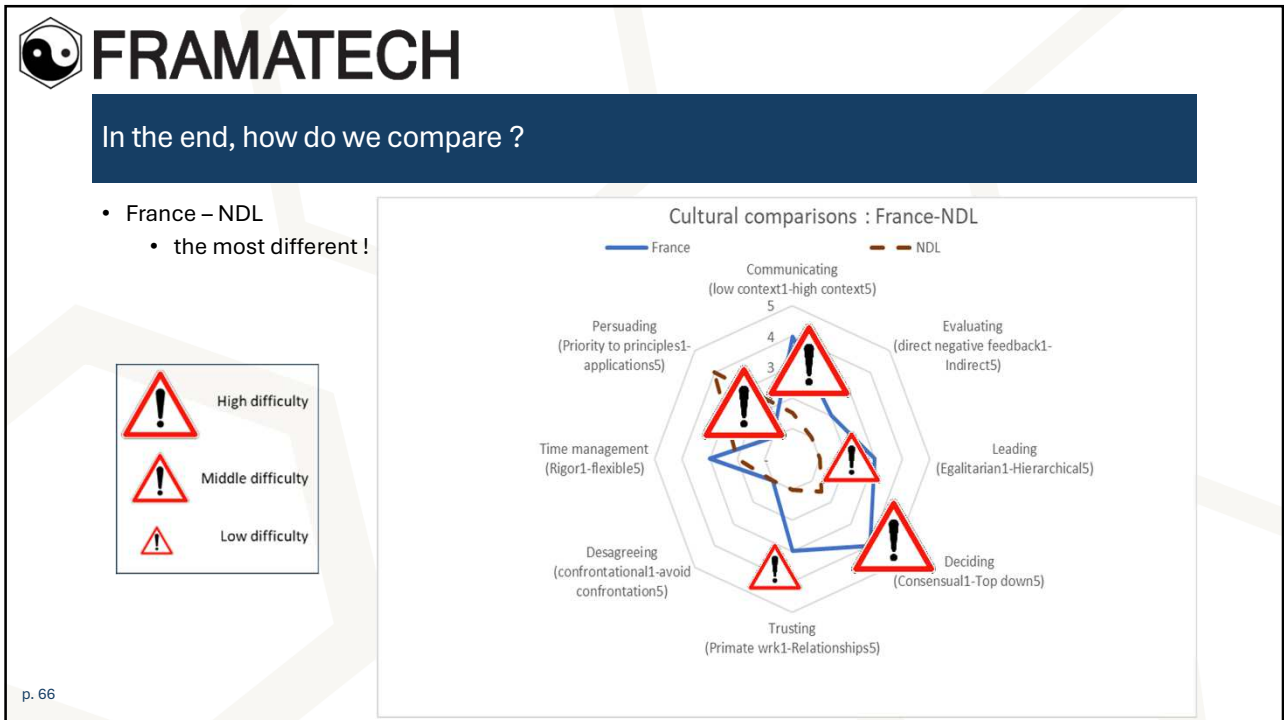 FRAMATECH
In the end, how do we compare ?
• France – NDL
• the most different !
High difficulty
Middle difficulty
Low difficulty
Cultural comparisons : France-NDL
France
NDL
Communicating
(low context1-high context5)
5
4
3
-
Evaluating
(direct negative feedback1-
Indirect5)
Leading
(Egalitarian1-Hierarchical5)
Deciding
(Consensual1-Top down5)
Trusting
(Primate wrk1-Relationships5)
Desagreeing
(confrontational1-avoid
confrontation5)
Time management
(Rigor1-flexible5)
Persuading
(Priority to principles1-
applications5)
p. 66